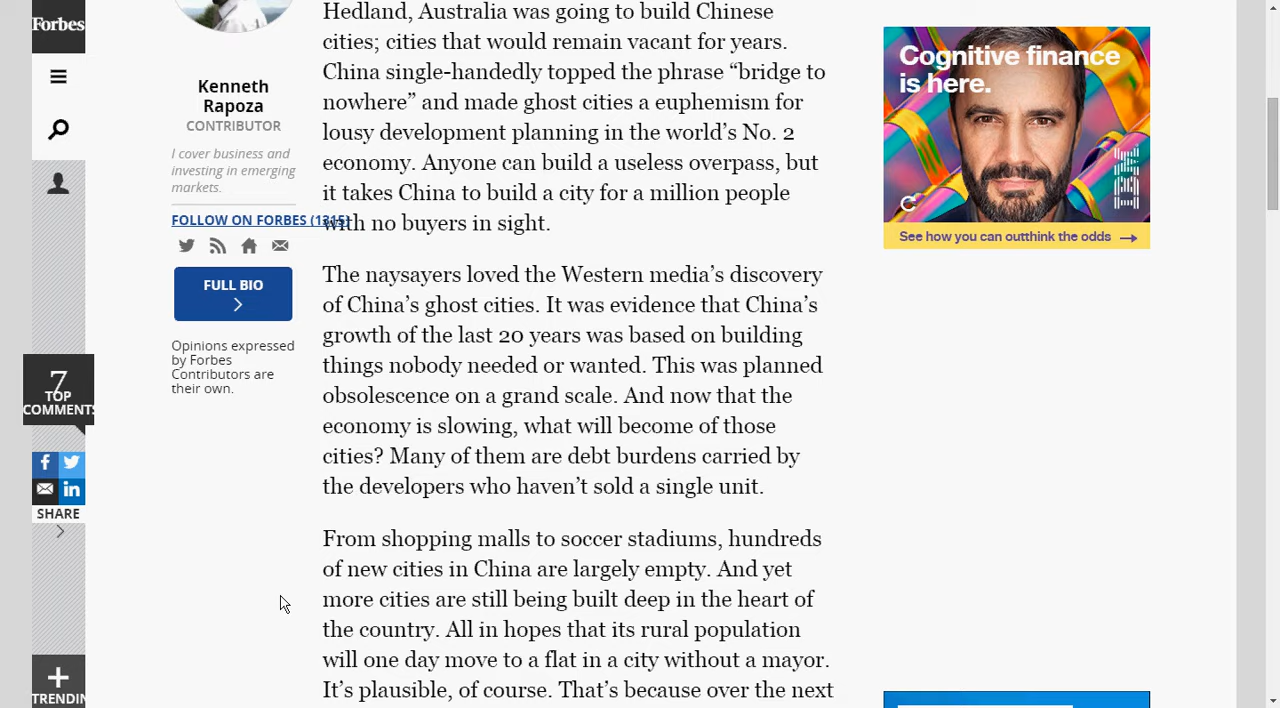 Forbes
Kenneth
Rapoza
CONTRIBUTOR
I cover business and
investing in emerging
markets.
FOLLOW ON FORBES (1315)
FULL BIO
Opinions expressed
by Forbes
Contributors are
their own.
7
TOP
COMMENTS
SHARE
TRENDIN
Hedland, Australia was going to build Chinese
cities; cities that would remain vacant for years.
China single-handedly topped the phrase “bridge to
nowhere” and made ghost cities a euphemism for
lousy development planning in the world’s No. 2
economy. Anyone can build a useless overpass, but
it takes China to build a city for a million people
with no buyers in sight.
The naysayers loved the Western media’s discovery
of China’s ghost cities. It was evidence that China’s
growth of the last 20 years was based on building
things nobody needed or wanted. This was planned
obsolescence on a grand scale. And now that the
economy is slowing, what will become of those
cities? Many of them are debt burdens carried by
the developers who haven’t sold a single unit.
From shopping malls to soccer stadiums, hundreds
of new cities in China are largely empty. And yet
more cities are still being built deep in the heart of
the country. All in hopes that its rural population
will one day move to a flat in a city without a mayor.
It’s plausible, of course. That’s because over the next
Cognitive finance
is here.
IBM
See how you can outthink the odds